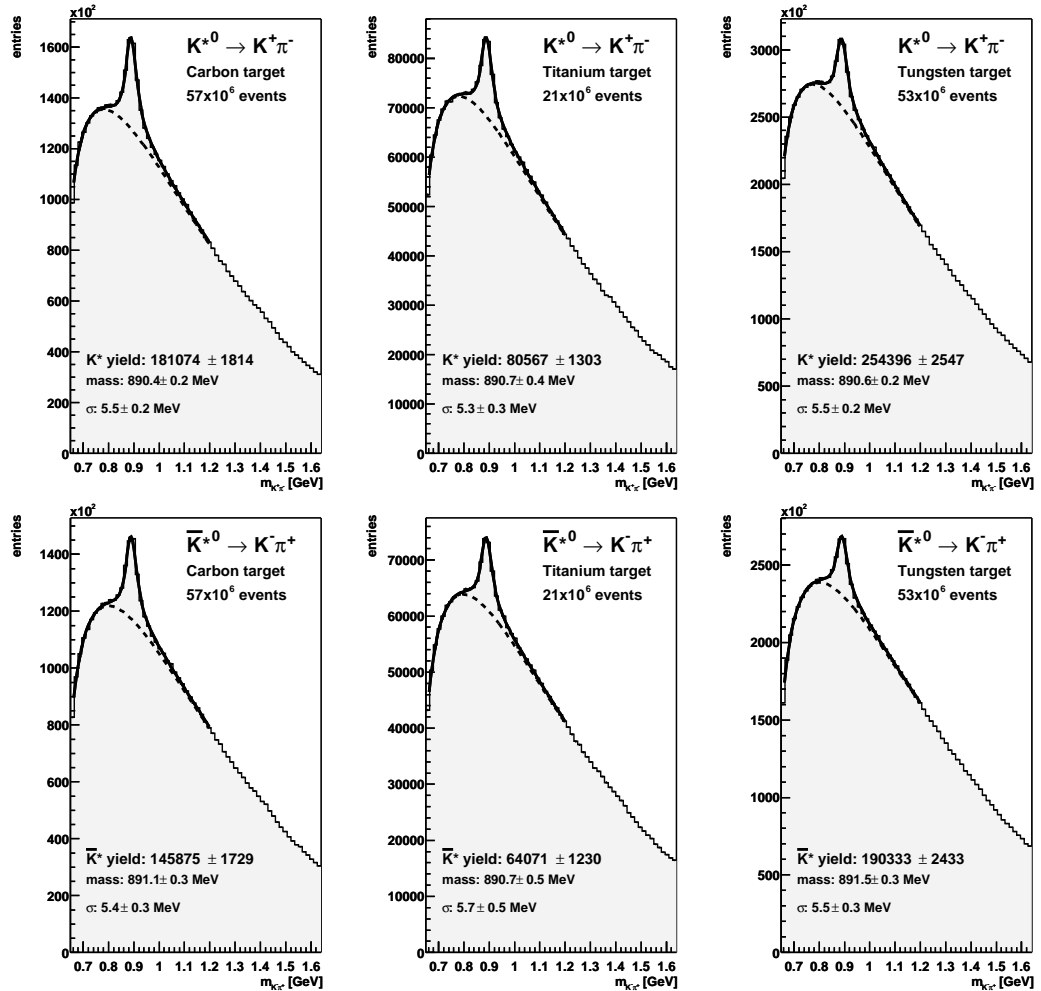 ×10²
entries
1600
1400
1200
1000
800
600
400
200
0
K*⁰ → K⁺π⁻
Carbon target
57x10⁶ events
K* yield: 181074 ± 1814
mass: 890.4± 0.2 MeV
σ: 5.5± 0.2 MeV
0.7 0.8 0.9 1 1.1 1.2 1.3 1.4 1.5 1.6
m_K⁺π⁻ [GeV]
entries
80000
70000
60000
50000
40000
30000
20000
10000
0
K*⁰ → K⁺π⁻
Titanium target
21x10⁶ events
K* yield: 80567 ± 1303
mass: 890.7± 0.4 MeV
σ: 5.3± 0.3 MeV
0.7 0.8 0.9 1 1.1 1.2 1.3 1.4 1.5 1.6
m_K⁺π⁻ [GeV]
×10²
entries
3000
2500
2000
1500
1000
500
0
K*⁰ → K⁺π⁻
Tungsten target
53x10⁶ events
K* yield: 254396 ± 2547
mass: 890.6± 0.2 MeV
σ: 5.5± 0.2 MeV
0.7 0.8 0.9 1 1.1 1.2 1.3 1.4 1.5 1.6
m_K⁺π⁻ [GeV]
×10²
entries
1400
1200
1000
800
600
400
200
0
K̅*⁰ → K⁻π⁺
Carbon target
57x10⁶ events
K̅* yield: 145875 ± 1729
mass: 891.1± 0.3 MeV
σ: 5.4± 0.3 MeV
0.7 0.8 0.9 1 1.1 1.2 1.3 1.4 1.5 1.6
m_K⁻π⁺ [GeV]
entries
70000
60000
50000
40000
30000
20000
10000
0
K̅*⁰ → K⁻π⁺
Titanium target
21x10⁶ events
K̅* yield: 64071 ± 1230
mass: 890.7± 0.5 MeV
σ: 5.7± 0.5 MeV
0.7 0.8 0.9 1 1.1 1.2 1.3 1.4 1.5 1.6
m_K⁻π⁺ [GeV]
×10²
entries
2500
2000
1500
1000
500
0
K̅*⁰ → K⁻π⁺
Tungsten target
53x10⁶ events
K̅* yield: 190333 ± 2433
mass: 891.5± 0.3 MeV
σ: 5.5± 0.3 MeV
0.7 0.8 0.9 1 1.1 1.2 1.3 1.4 1.5 1.6
m_K⁻π⁺ [GeV]